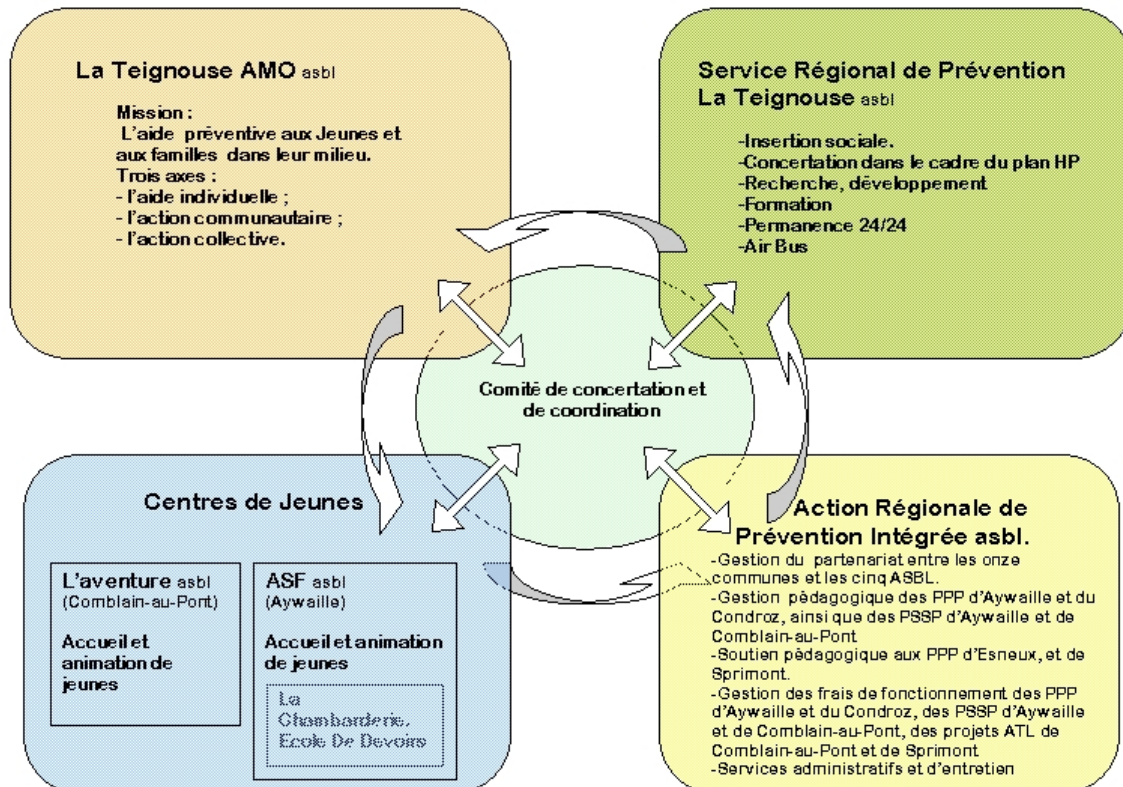 La Teignouse AMO asbl
Mission :
L'aide préventive aux Jeunes et
aux familles dans leur milieu.
Trois axes :
- l'aide individuelle ;
- l'action communautaire ;
- l'action collective.
Service Régional de Prévention
La Teignouse asbl
-Insertion sociale.
-Concertation dans le cadre du plan HP
-Recherche, développement
-Formation
-Permanence 24/24
-Air Bus
Comité de concertation et
de coordination
Centres de Jeunes
L'aventure asbl
(Comblain-au-Pont)
Accueil et
animation de
jeunes
ASF asbl
(Aywaille)
Accueil et animation
de jeunes
La
Chambarderie.
Ecole De Devoirs
Action Régionale de
Prévention Intégrée asbl.
-Gestion du partenariat entre les onze
communes et les cinq ASBL.
-Gestion pédagogique des PPP d'Aywaille et du
Condroz, ainsi que des PSSP d'Aywaille et de
Comblain-au-Pont
-Soutien pédagogique aux PPP d'Esneux, et de
Sprimont.
-Gestion des frais de fonctionnement des PPP
d'Aywaille et du Condroz, des PSSP d'Aywaille
et de Comblain-au-Pont, des projets ATL de
Comblain-au-Pont et de Sprimont
-Services administratifs et d'entretien